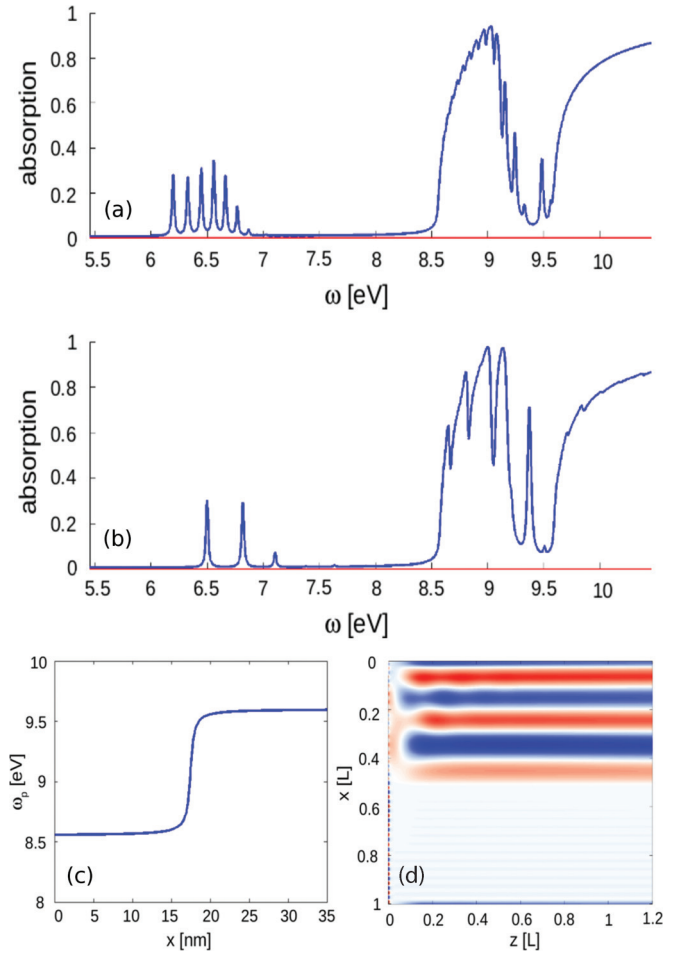 1
0.8
0.6
0.4
0.2
0
absorption
(a)
5.5 6 6.5 7 7.5 8 8.5 9 9.5 10
ω [eV]
1
0.8
0.6
0.4
0.2
0
absorption
(b)
5.5 6 6.5 7 7.5 8 8.5 9 9.5 10
ω [eV]
10
9.5
9
8.5
8
ωp [eV]
(c)
0 5 10 15 20 25 30 35
x [nm]
0
0.2
0.4
0.6
0.8
1
x [L]
(d)
0 0.2 0.4 0.6 0.8 1 1.2
z [L]